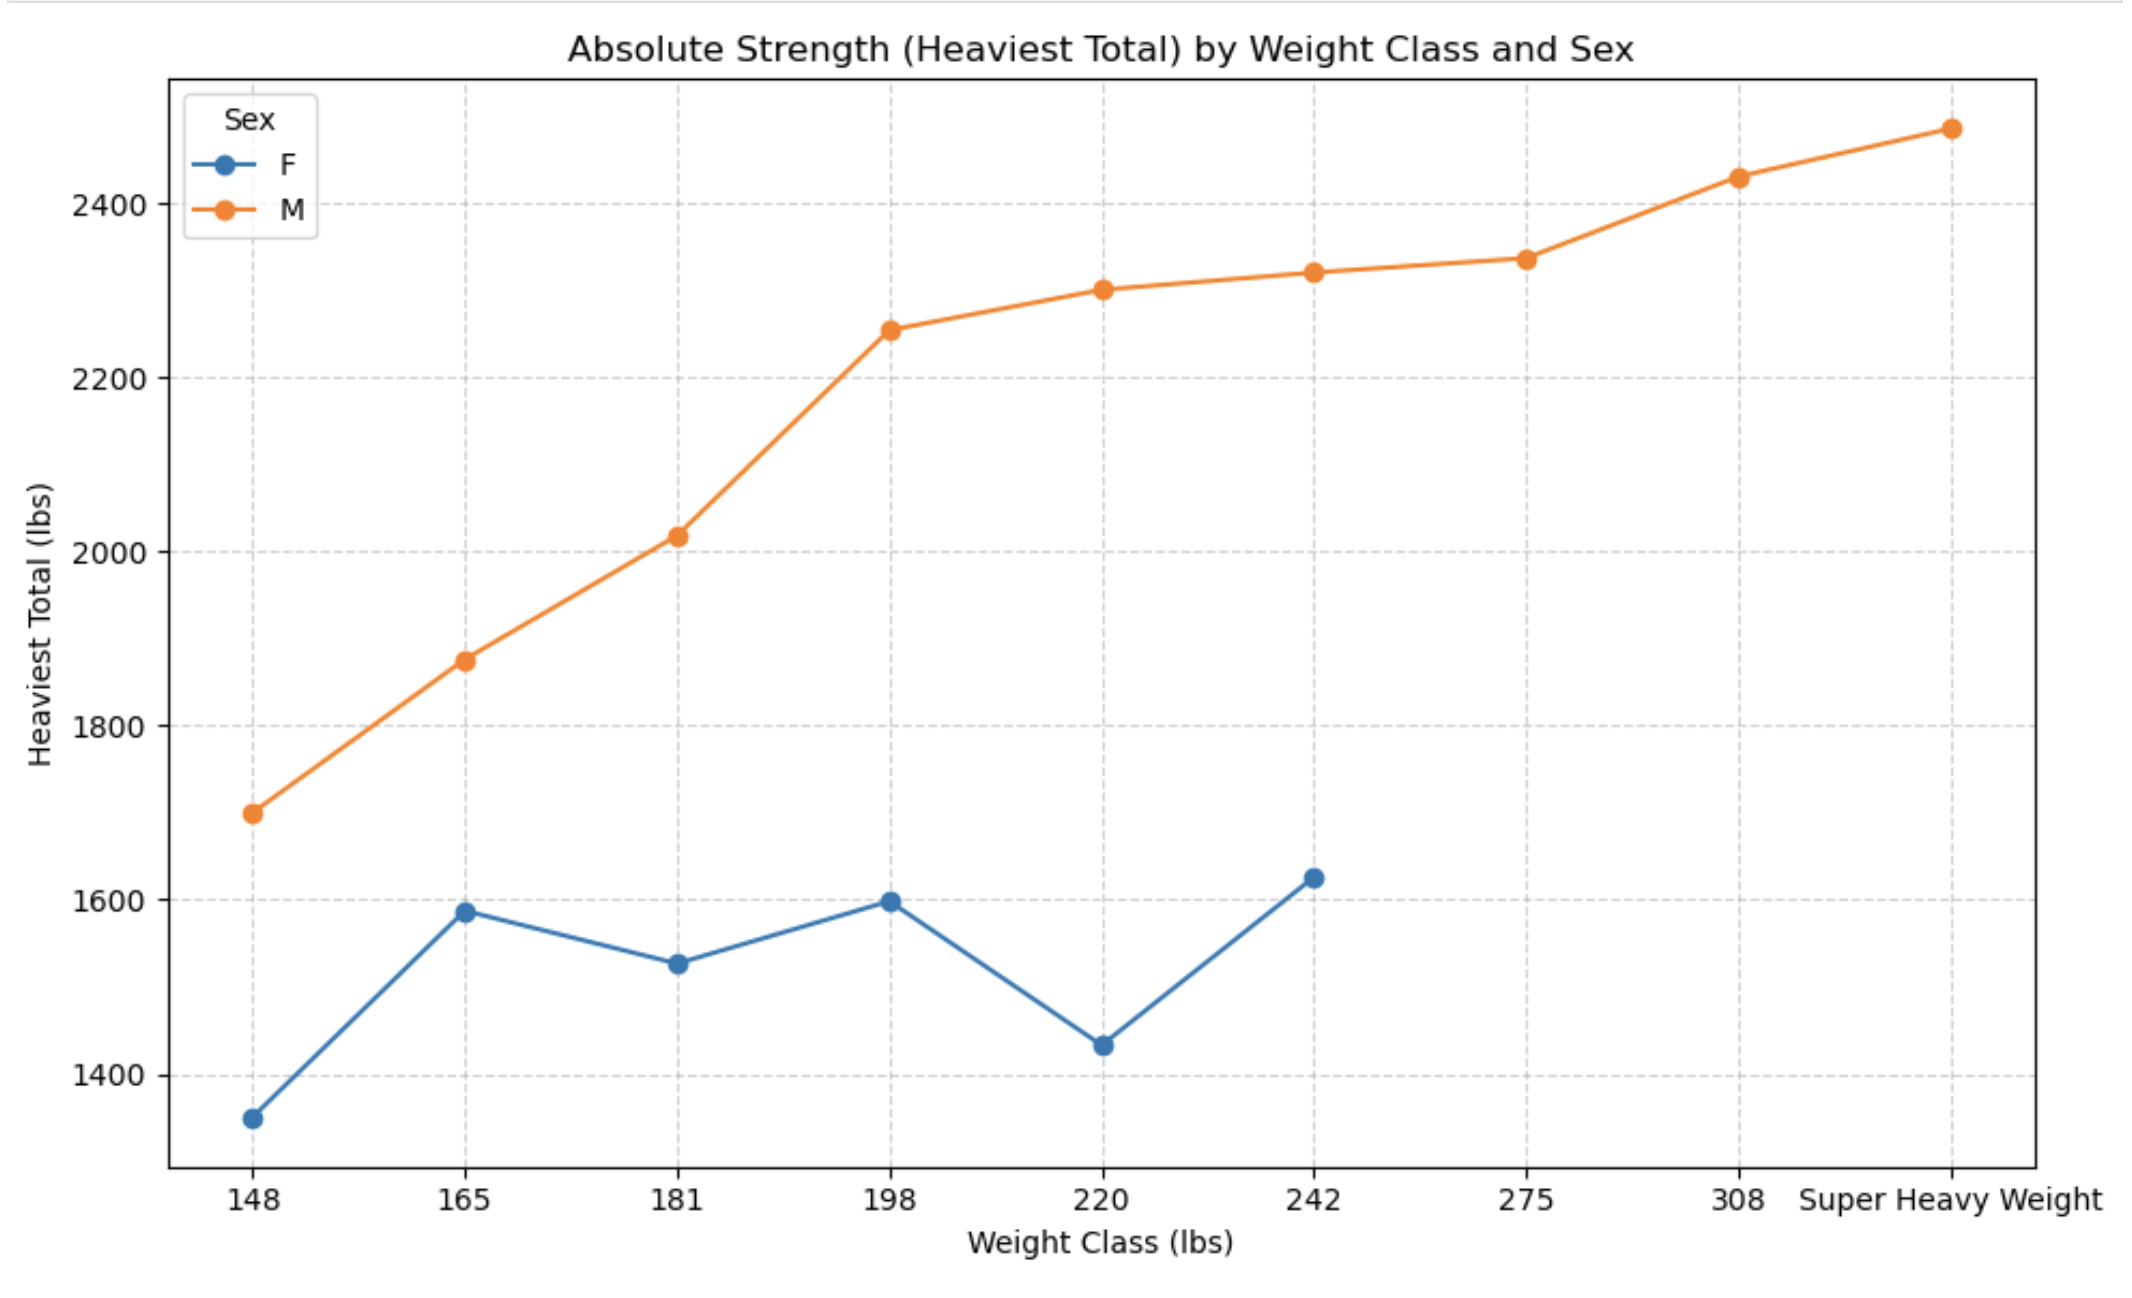 Absolute Strength (Heaviest Total) by Weight Class and Sex
Sex
F
M
2400
2200
2000
1800
1600
1400
Heaviest Total (lbs)
148 165 181 198 220 242 275 308 Super Heavy Weight
Weight Class (lbs)